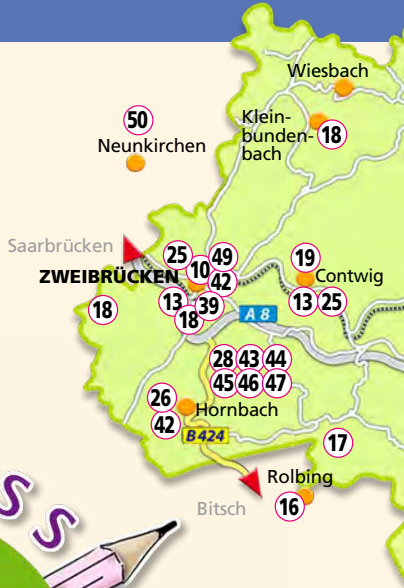 Wiesbach
Klein-
bunden-
bach
18
50
Neunkirchen
Saarbrücken
25
49
19
ZWEIBRÜCKEN
10
42
Contwig
18
13
39
13
25
18
A 8
28
43
44
45
46
47
26
Hornbach
42
B 424
17
Rolbing
Bitsch
16
S
S